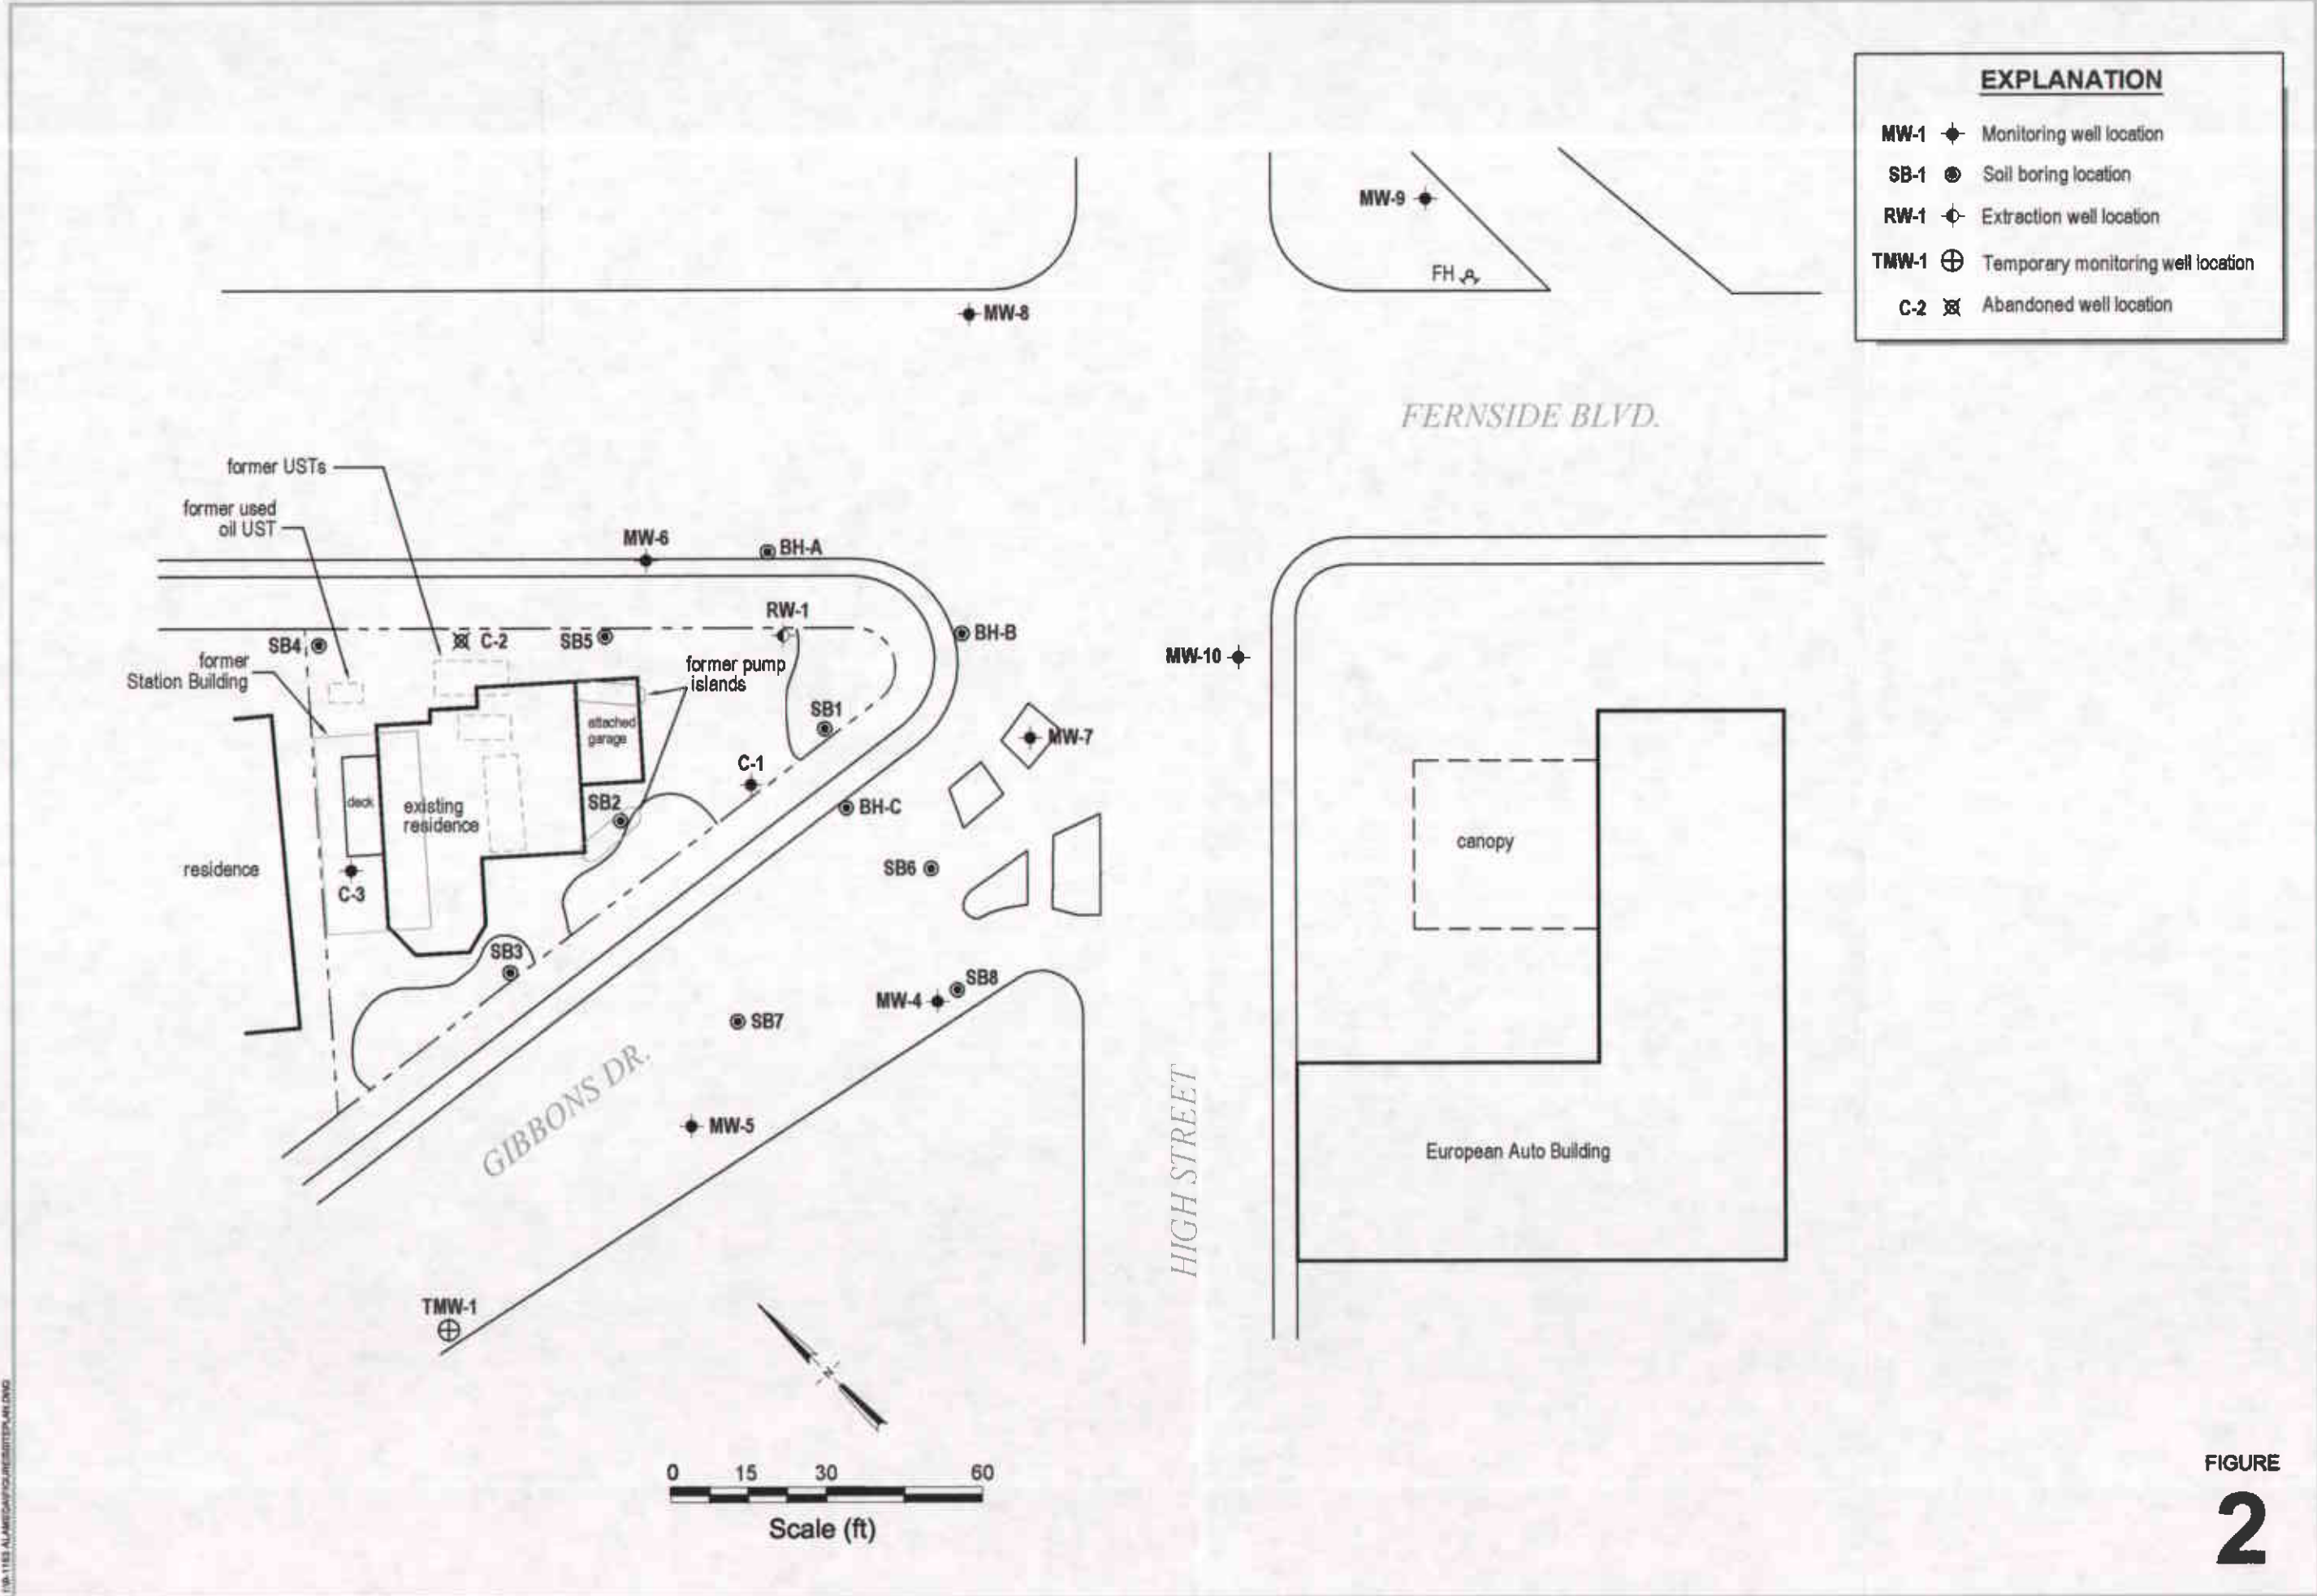 EXPLANATION
MW-1 Monitoring well location
SB-1 Soil boring location
RW-1 Extraction well location
TMW-1 Temporary monitoring well location
C-2 Abandoned well location
MW-9
FH
MW-8
FERNSIDE BLVD.
former USTs
former used
oil UST
MW-6
BH-A
RW-1
SB4
C-2
SB5
BH-B
former
Station Building
former pump
islands
MW-10
SB1
attached
garage
MW-7
C-1
deck
existing
residence
SB2
BH-C
canopy
residence
SB6
C-3
SB3
SB8
MW-4
SB7
GIBBONS DR.
HIGH STREET
MW-5
European Auto Building
TMW-1
N
0 15 30 60
Scale (ft)
FIGURE
2